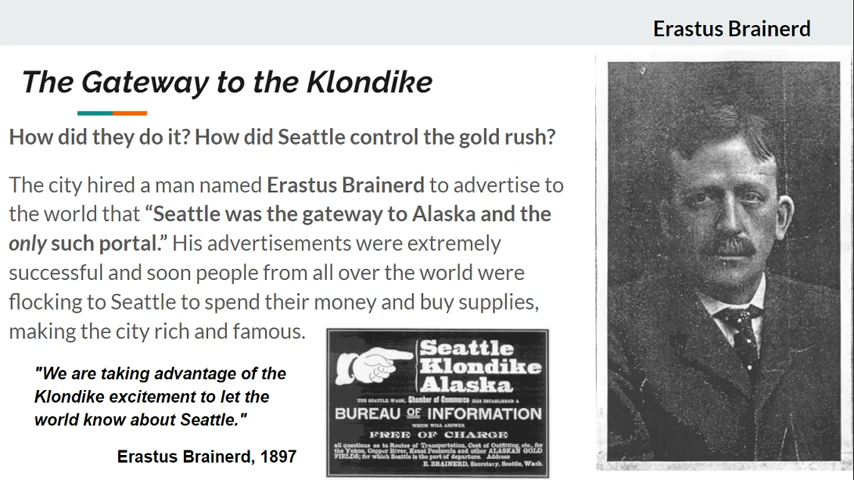 Erastus Brainerd
The Gateway to the Klondike
How did they do it? How did Seattle control the gold rush?
The city hired a man named Erastus Brainerd to advertise to
the world that “Seattle was the gateway to Alaska and the
only such portal.” His advertisements were extremely
successful and soon people from all over the world were
flocking to Seattle to spend their money and buy supplies,
making the city rich and famous.
"We are taking advantage of the
Klondike excitement to let the
world know about Seattle."
Erastus Brainerd, 1897
Seattle
Klondike
Alaska
THE SEATTLE, WASH. Chamber of Commerce HAS ESTABLISHED A
BUREAU OF INFORMATION
WHICH WILL ANSWER
FREE OF CHARGE
all questions as to Routes of Transportation, Cost of Outfitting, etc., for
the Yukon, Copper River, Kenai Peninsula and other ALASKAN GOLD
FIELDS; for which Seattle is the port of departure. Address
E. BRAINERD, Secretary, Seattle, Wash.